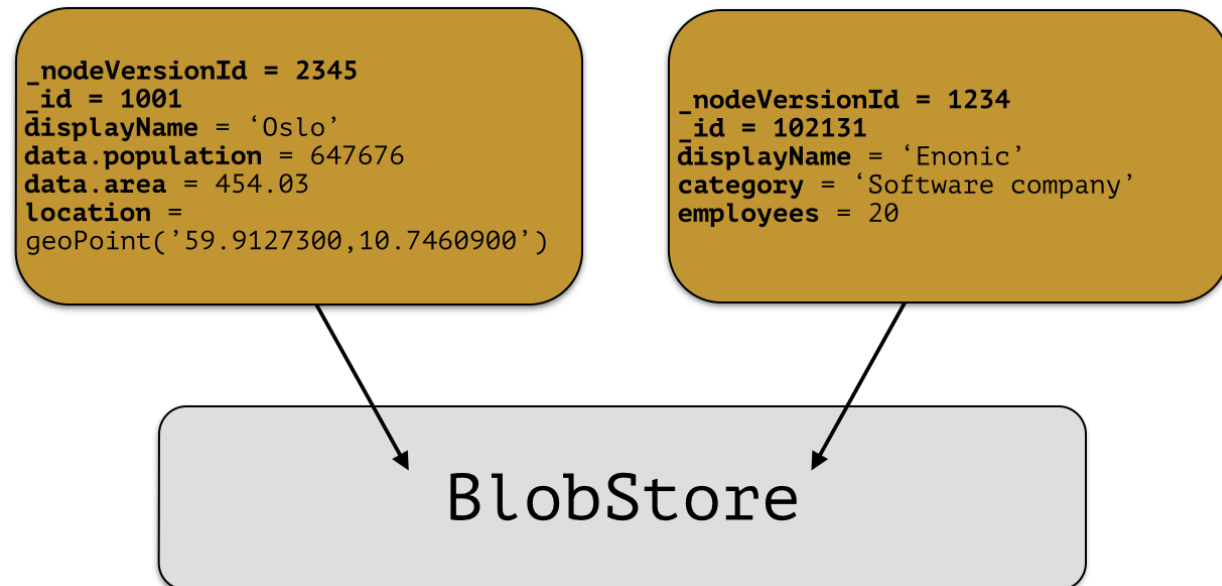 _nodeVersionId = 2345
_id = 1001
displayName = ‘Oslo’
data.population = 647676
data.area = 454.03
location =
geoPoint(’59.9127300,10.7460900’)
_nodeVersionId = 1234
_id = 102131
displayName = ‘Enonic’
category = ‘Software company’
employees = 20
BlobStore